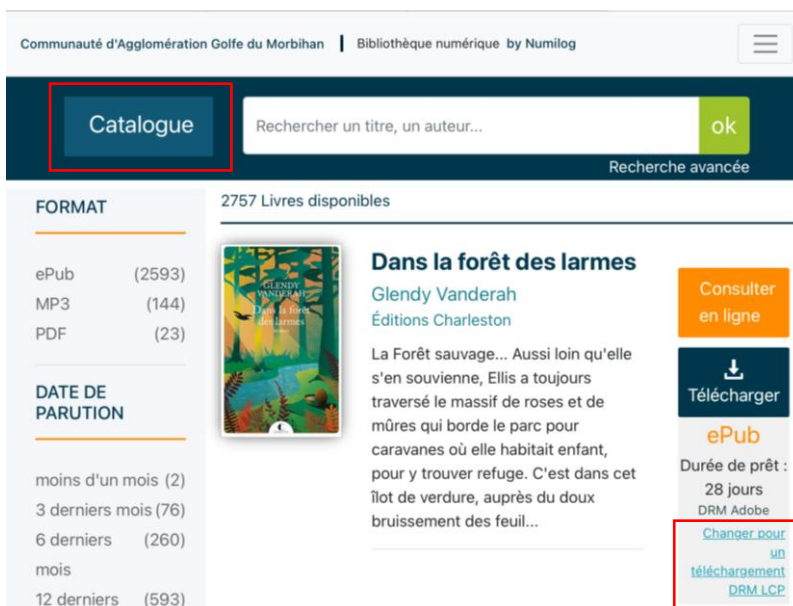 Communauté d'Agglomération Golfe du Morbihan | Bibliothèque numérique by Numilog
Catalogue
Rechercher un titre, un auteur...
ok
Recherche avancée
FORMAT
ePub (2593)
MP3 (144)
PDF (23)
DATE DE
PARUTION
moins d'un mois (2)
3 derniers mois (76)
6 derniers (260)
mois
12 derniers (593)
2757 Livres disponibles
GLENDY
VANDERAH
Dans la forêt
des larmes
Dans la forêt des larmes
Glendy Vanderah
Éditions Charleston
La Forêt sauvage... Aussi loin qu'elle
s'en souvienne, Ellis a toujours
traversé le massif de roses et de
mûres qui borde le parc pour
caravanes où elle habitait enfant,
pour y trouver refuge. C'est dans cet
îlot de verdure, auprès du doux
bruissement des feuil...
Consulter
en ligne
Télécharger
ePub
Durée de prêt :
28 jours
DRM Adobe
Changer pour
un
téléchargement
DRM LCP